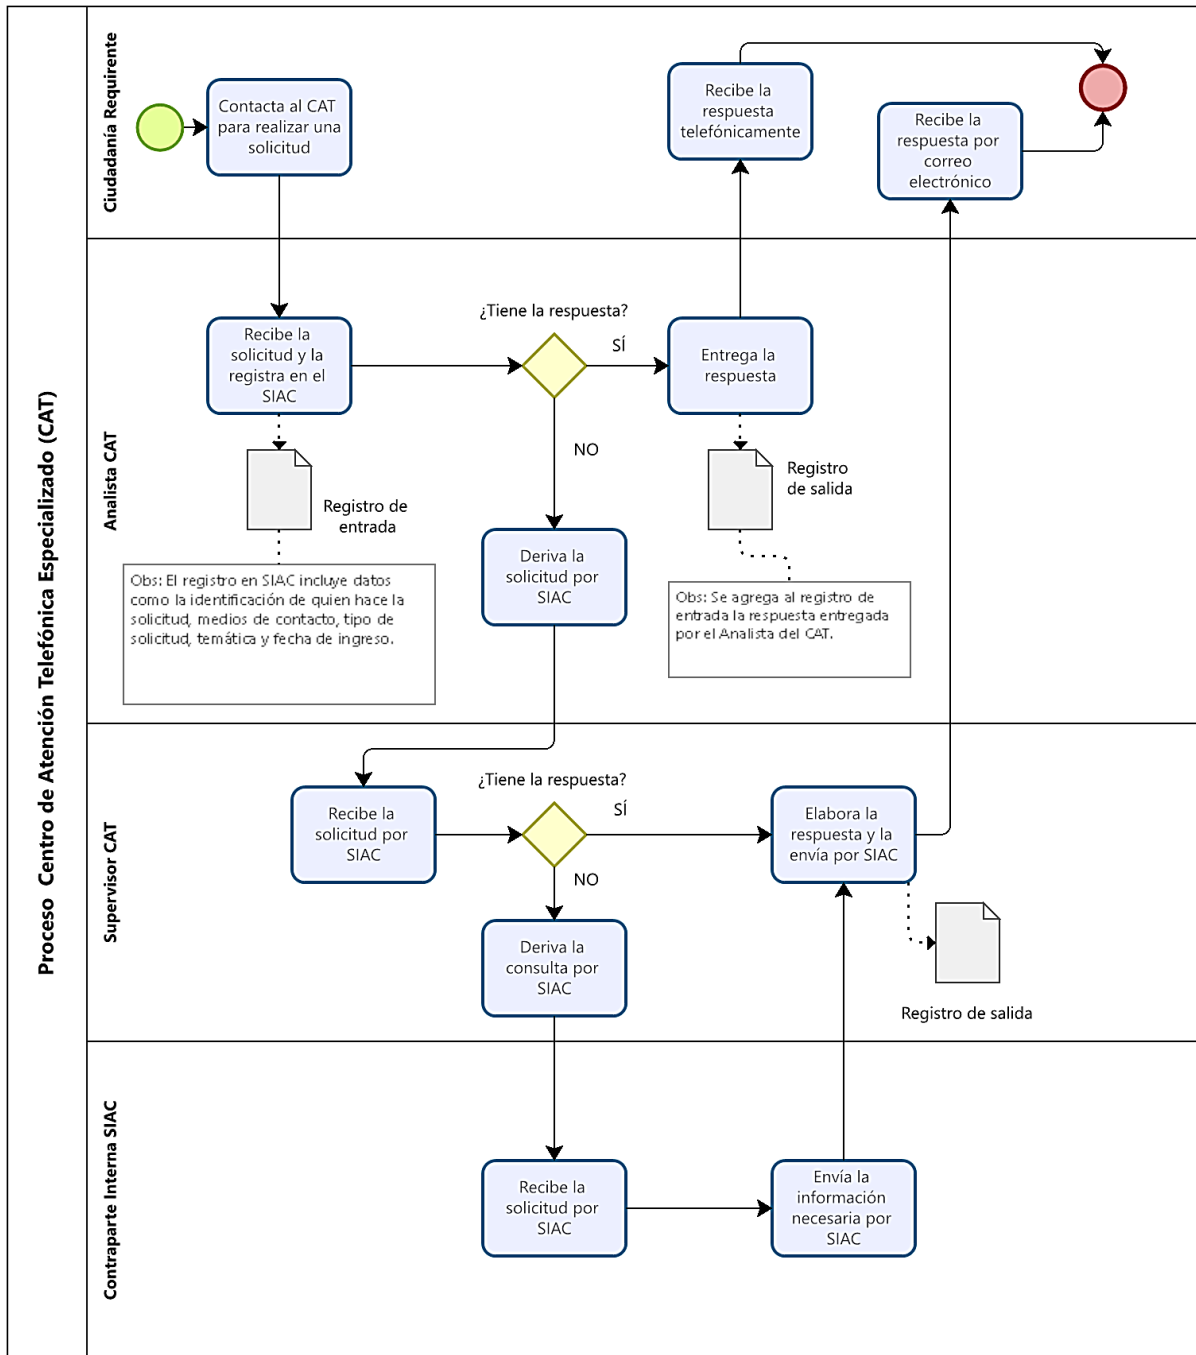 Proceso  Centro de Atención Telefónica Especializado (CAT)
Ciudadanía Requirente
Contacta al CAT
para realizar una
solicitud
Recibe la
respuesta
telefónicamente
Recibe la
respuesta por
correo
electrónico
Analista CAT
Recibe la
solicitud y la
registra en el
SIAC
¿Tiene la respuesta?
SÍ
NO
Entrega la
respuesta
Registro de
entrada
Registro
de salida
Obs: El registro en SIAC incluye datos
como la identificación de quien hace la
solicitud, medios de contacto, tipo de
solicitud, temática y fecha de ingreso.
Deriva la
solicitud por
SIAC
Obs: Se agrega al registro de
entrada la respuesta entregada
por el Analista del CAT.
Supervisor CAT
Recibe la
solicitud por
SIAC
¿Tiene la respuesta?
SÍ
NO
Elabora la
respuesta y la
envía por SIAC
Deriva la
consulta por
SIAC
Registro de salida
Contraparte Interna SIAC
Recibe la
solicitud por
SIAC
Envía la
información
necesaria por
SIAC